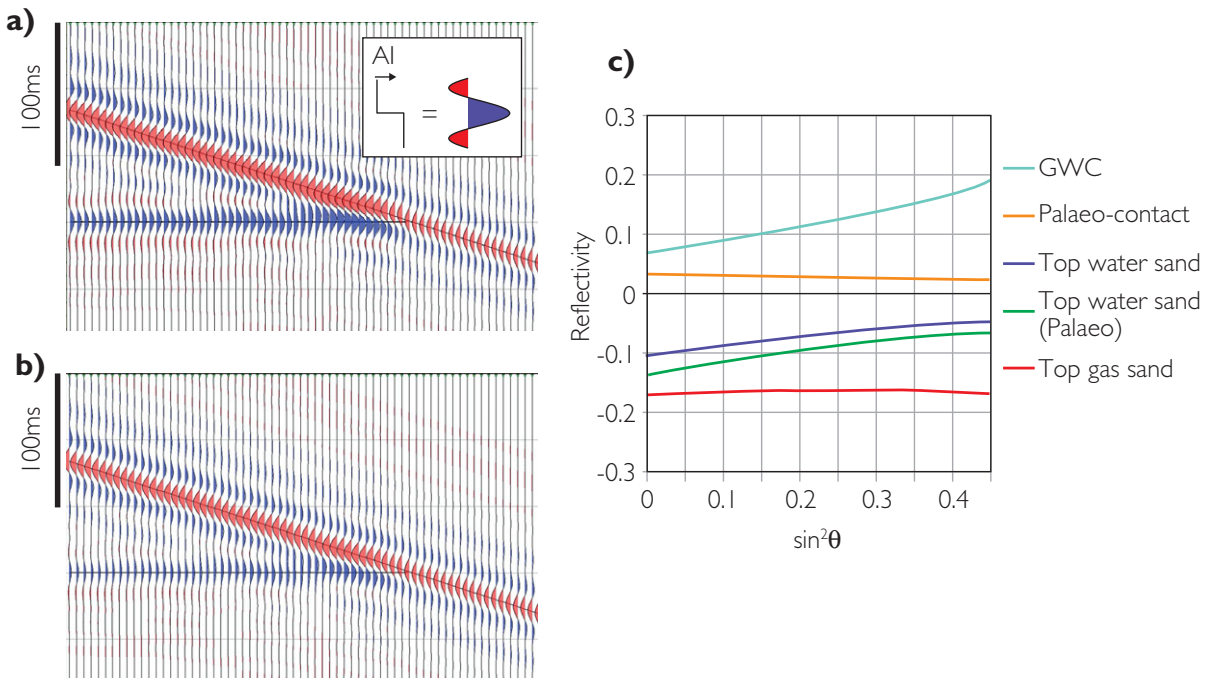 a)
100ms
AI
=
b)
100ms
c)
Reflectivity
0.3
0.2
0.1
0
-0.1
-0.2
-0.3
0 0.1 0.2 0.3 0.4
sin²θ
GWC
Palaeo-contact
Top water sand
Top water sand
(Palaeo)
Top gas sand